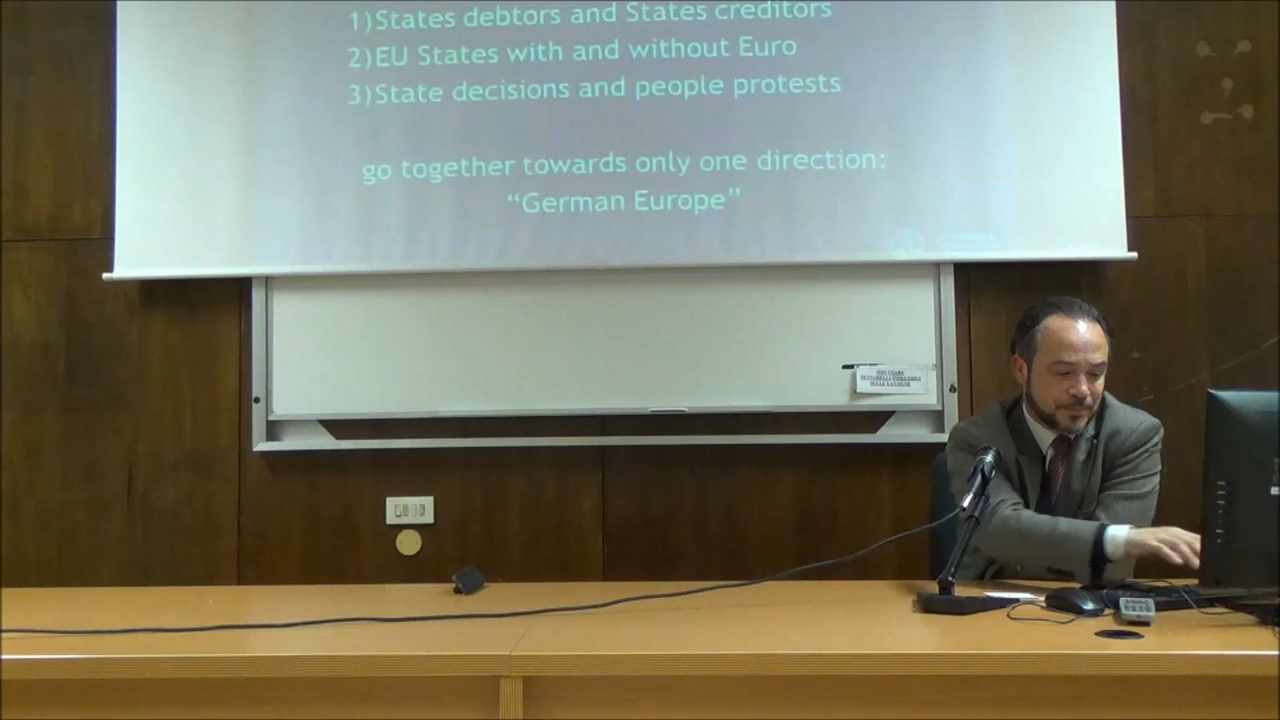 1)States debtors and States creditors
2)EU States with and without Euro
3)State decisions and people protests
go together towards only one direction:
“German Europe”